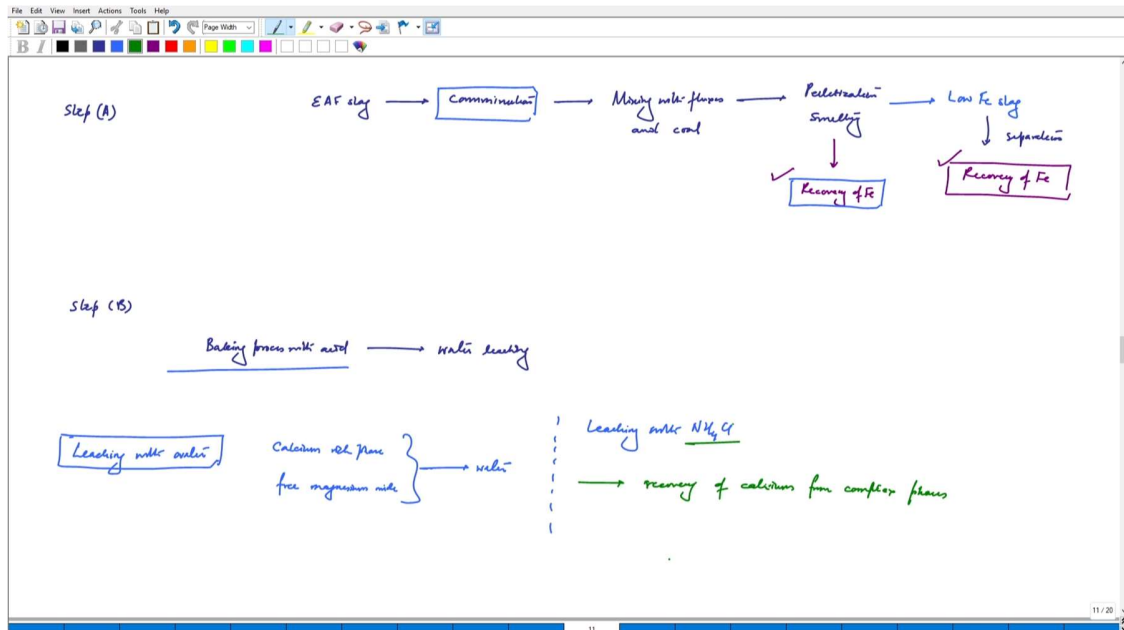 File Edit View Insert Actions Tools Help
Page Width
B I
Step (A)
EAF slag → Comminution → Mixing with fluxes and coal → Pelletization Smelting → Low Fe slag
↓ separation
✓ Recovery of Fe
✓ Recovery of Fe
Step (B)
Baking process with acid → water leaching
Leaching with water
Calcium rich phase
free magnesium oxide
→ water
Leaching with NH4Cl
→ recovery of calcium from complex phases
11 / 20
11